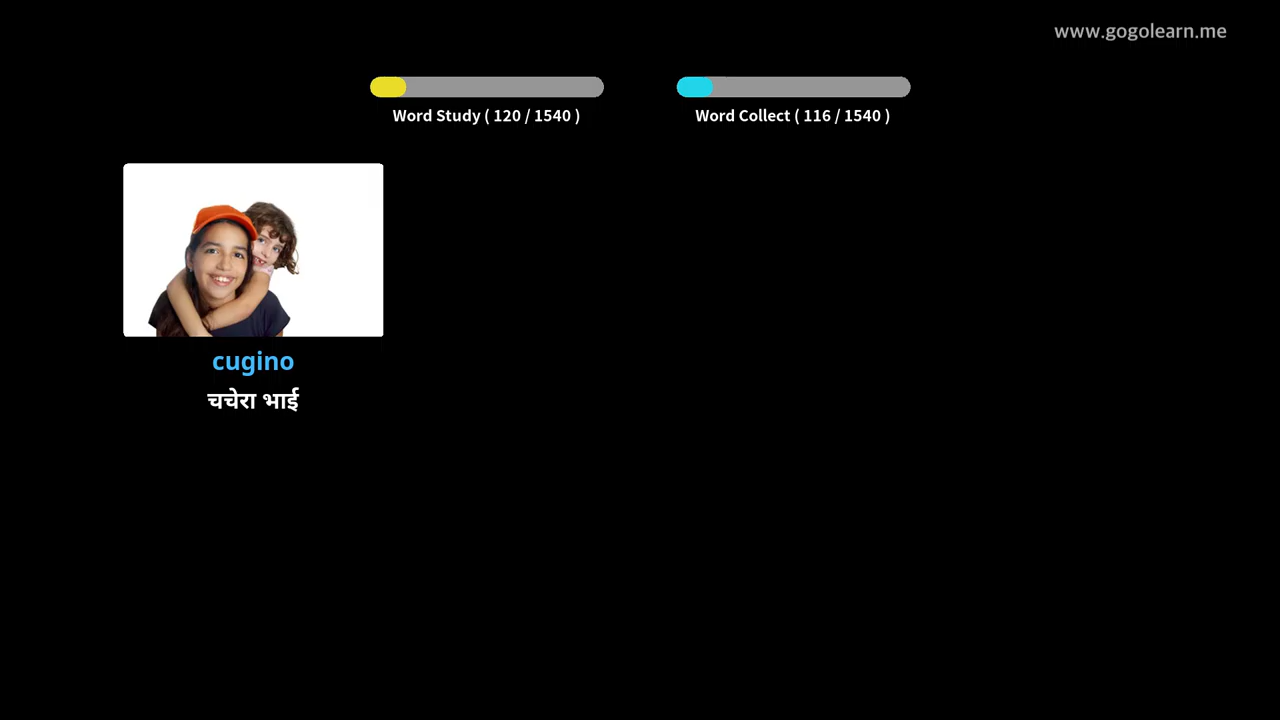 www.gogolearn.me
Word Study ( 120 / 1540 )
Word Collect ( 116 / 1540 )
cugino
चचेरा भाई